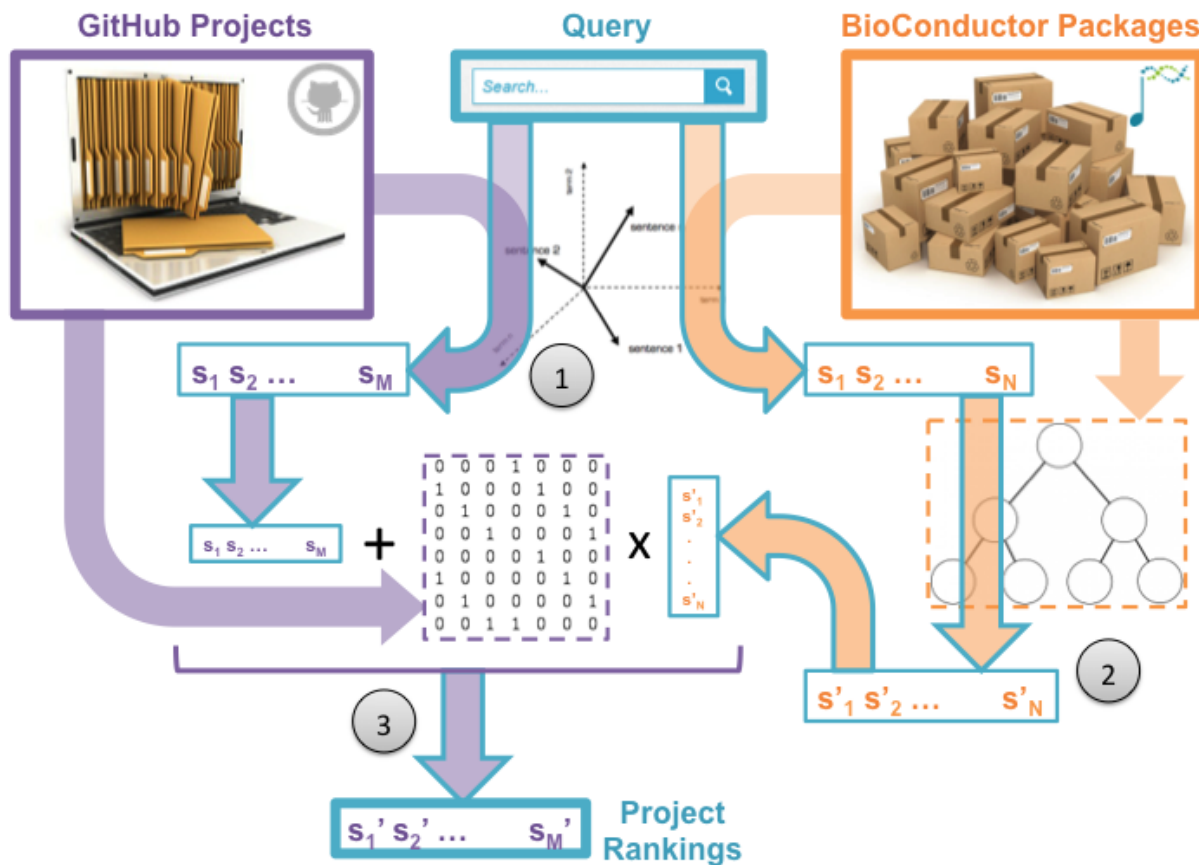 GitHub Projects
Query
BioConductor Packages
Search...
term 2
sentence
sentence 2
term
sentence 1
1
s1 s2 ... sM
s1 s2 ... sN
0 0 0 1 0 0 0
1 0 0 0 1 0 0
0 1 0 0 0 1 0
0 0 1 0 0 0 1
0 0 0 0 1 0 0
1 0 0 0 0 1 0
0 1 0 0 0 0 1
0 0 1 1 0 0 0
s1 s2 ... sM
+
x
s'1
s'2
.
.
.
s'N
2
s'1 s'2 ... s'N
3
s1' s2' ... sM'
Project
Rankings